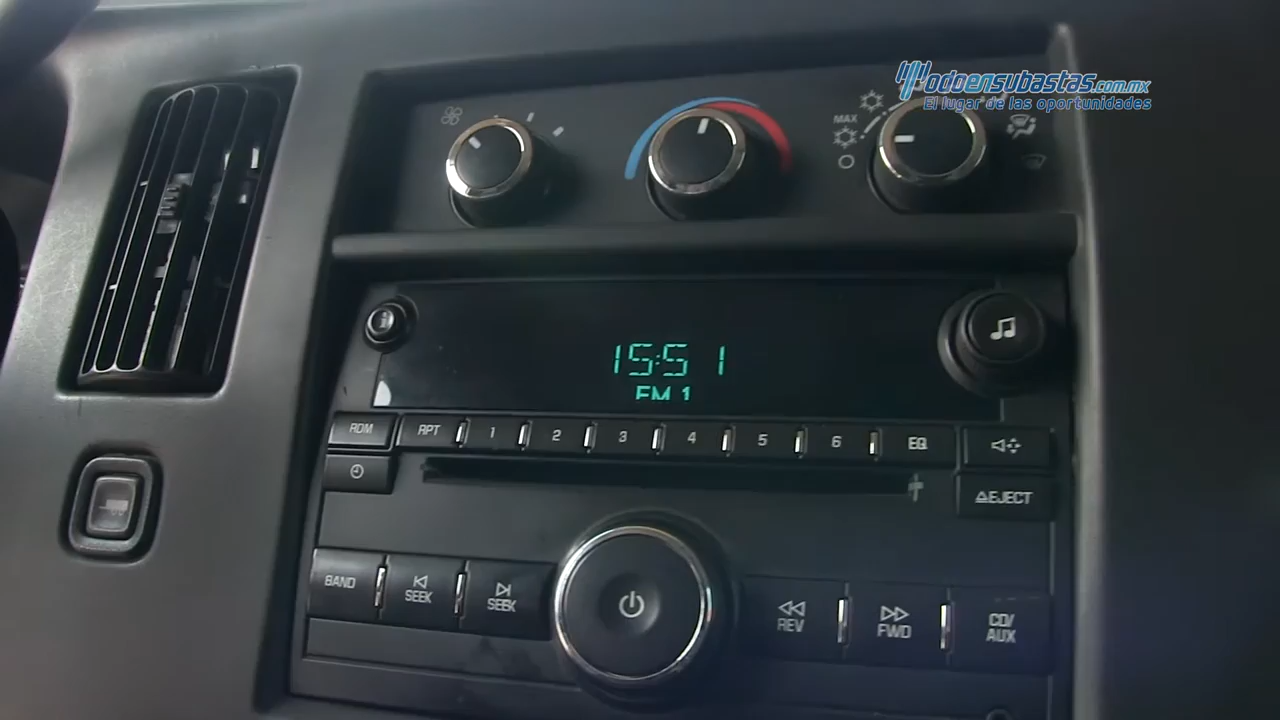 Todoensubastas.com.mx
El lugar de las oportunidades
MAX
15:51
FM 1
RDM
RPT
1
2
3
4
5
6
EQ
EJECT
BAND
SEEK
SEEK
REV
FWD
CD/
AUX